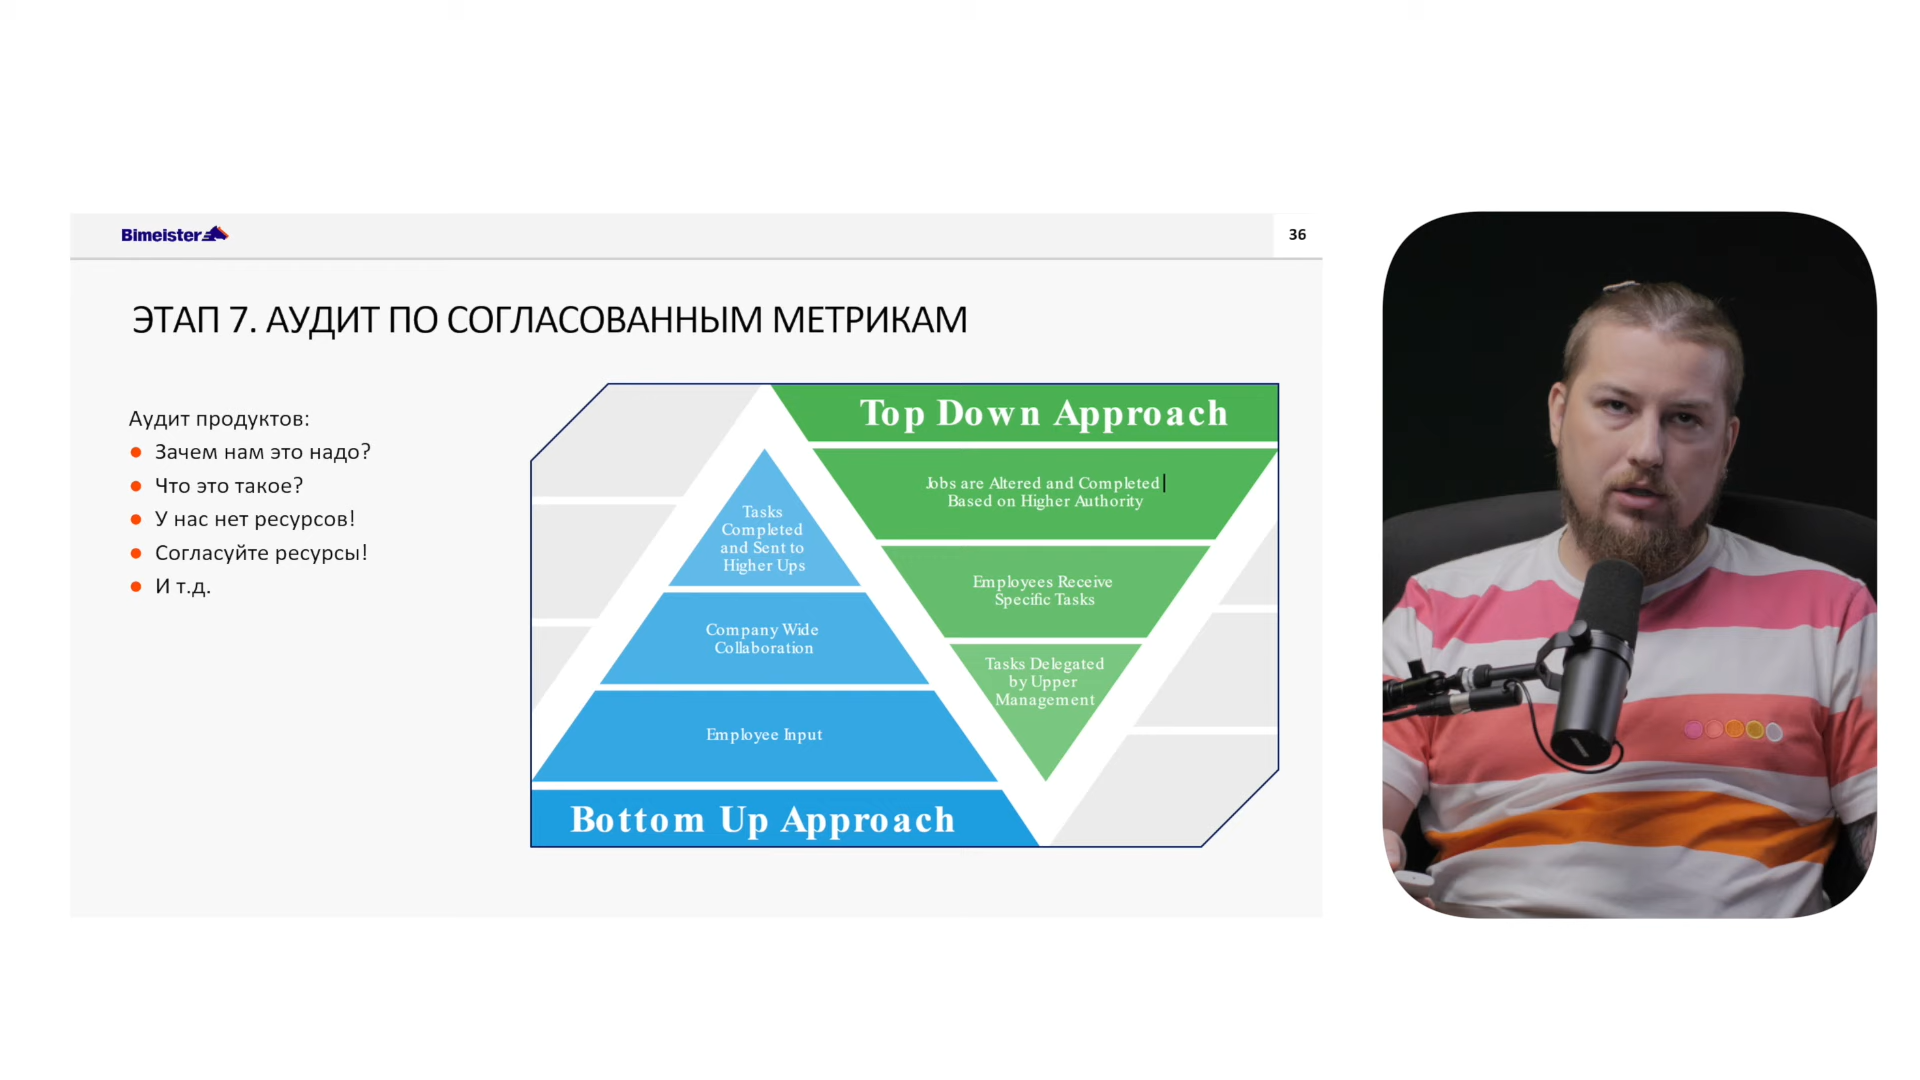 Bimeister
36
ЭТАП 7. АУДИТ ПО СОГЛАСОВАННЫМ МЕТРИКАМ
Аудит продуктов:
Зачем нам это надо?
Что это такое?
У нас нет ресурсов!
Согласуйте ресурсы!
И т.д.
Top Down Approach
Jobs are Altered and Completed
Based on Higher Authority
Employees Receive
Specific Tasks
Tasks Delegated
by Upper
Management
Tasks
Completed
and Sent to
Higher Ups
Company Wide
Collaboration
Employee Input
Bottom Up Approach